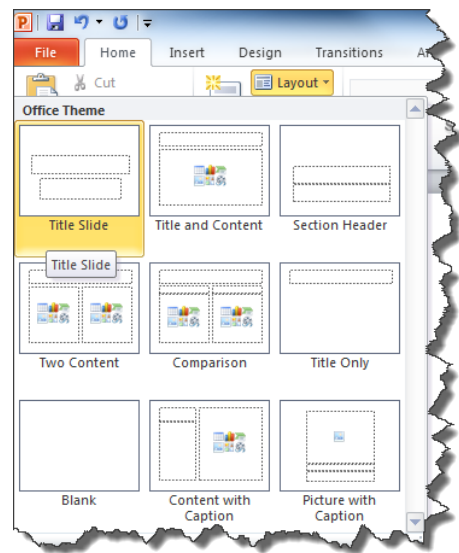 P
File Home Insert Design Transitions
Cut
Layout
Office Theme
Title Slide Title and Content Section Header
Title Slide
Two Content Comparison Title Only
Blank Content with Caption Picture with Caption